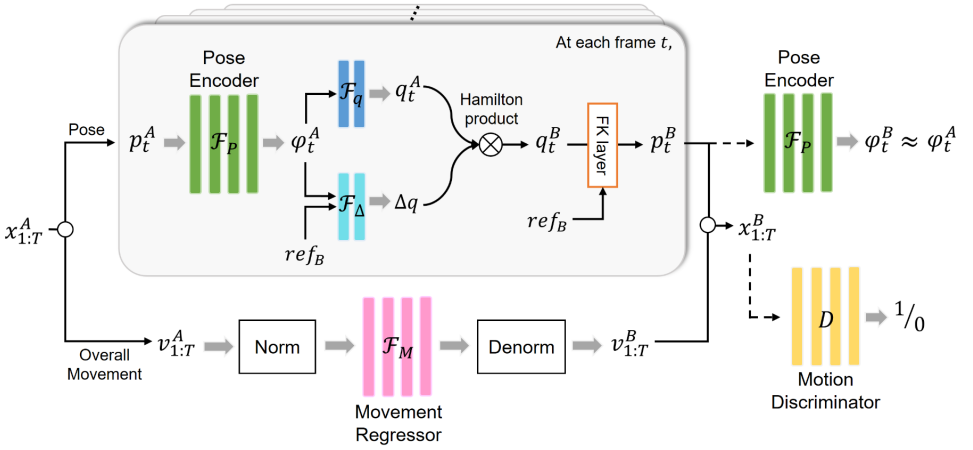 At each frame t,
Pose
Encoder
Pose
Encoder
Hamilton
product
Pose
p_t^A
ℱ_P
φ_t^A
ℱ_q
q_t^A
ℱ_Δ
Δq
ref_B
q_t^B
FK layer
ref_B
p_t^B
ℱ_P
φ_t^B ≈ φ_t^A
x_{1:T}^A
x_{1:T}^B
Overall
Movement
v_{1:T}^A
Norm
ℱ_M
Denorm
v_{1:T}^B
Movement
Regressor
D
1/0
Motion
Discriminator